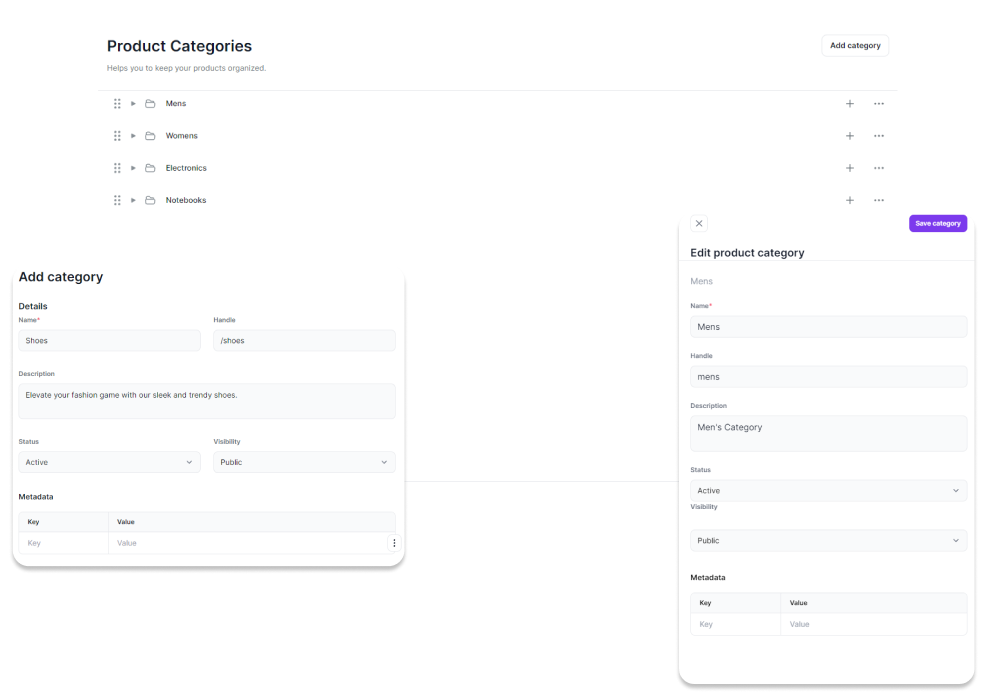 Product Categories
Add category
Helps you to keep your products organized.
Mens
Womens
Electronics
Notebooks
Add category
Details
Name* Handle
Shoes /shoes
Description
Elevate your fashion game with our sleek and trendy shoes.
Status Visibility
Active Public
Metadata
Key Value
Key Value
Save category
Edit product category
Mens
Name*
Mens
Handle
mens
Description
Men's Category
Status
Active
Visibility
Public
Metadata
Key Value
Key Value